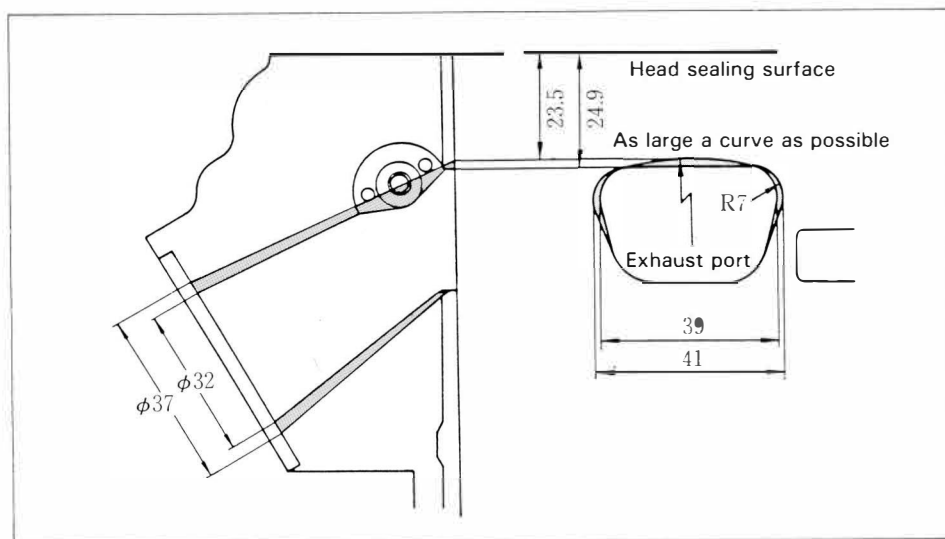 Head sealing surface
23.5
24.9
As large a curve as possible
R7
Exhaust port
39
41
φ32
φ37